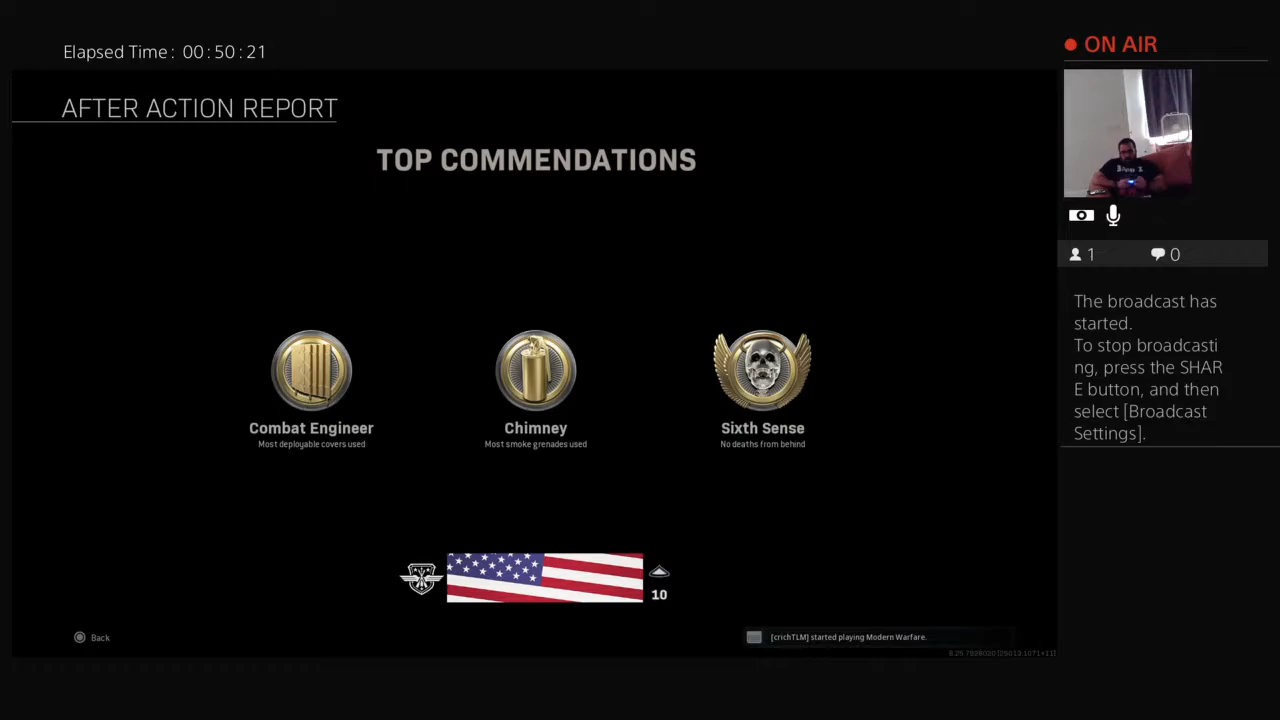 Elapsed Time: 00:50:21
ON AIR
AFTER ACTION REPORT
TOP COMMENDATIONS
1
0
The broadcast has
started.
To stop broadcasti
ng, press the SHAR
E button, and then
select [Broadcast
Settings].
Combat Engineer
Most deployable covers used
Chimney
Most smoke grenades used
Sixth Sense
No deaths from behind
10
Back
[crichTLM] started playing Modern Warfare.